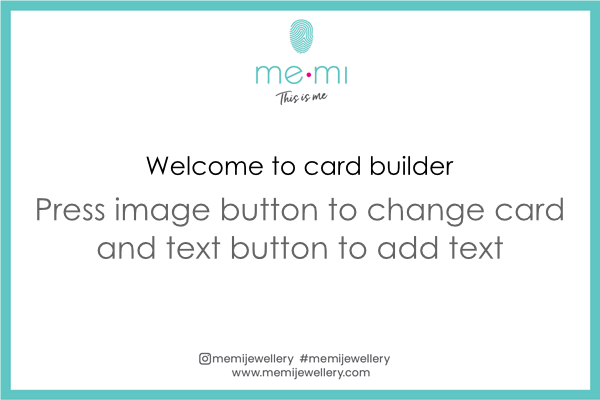 me•mi
This is me
Welcome to card builder
Press image button to change card
and text button to add text
memijewellery #memijewellery
www.memijewellery.com